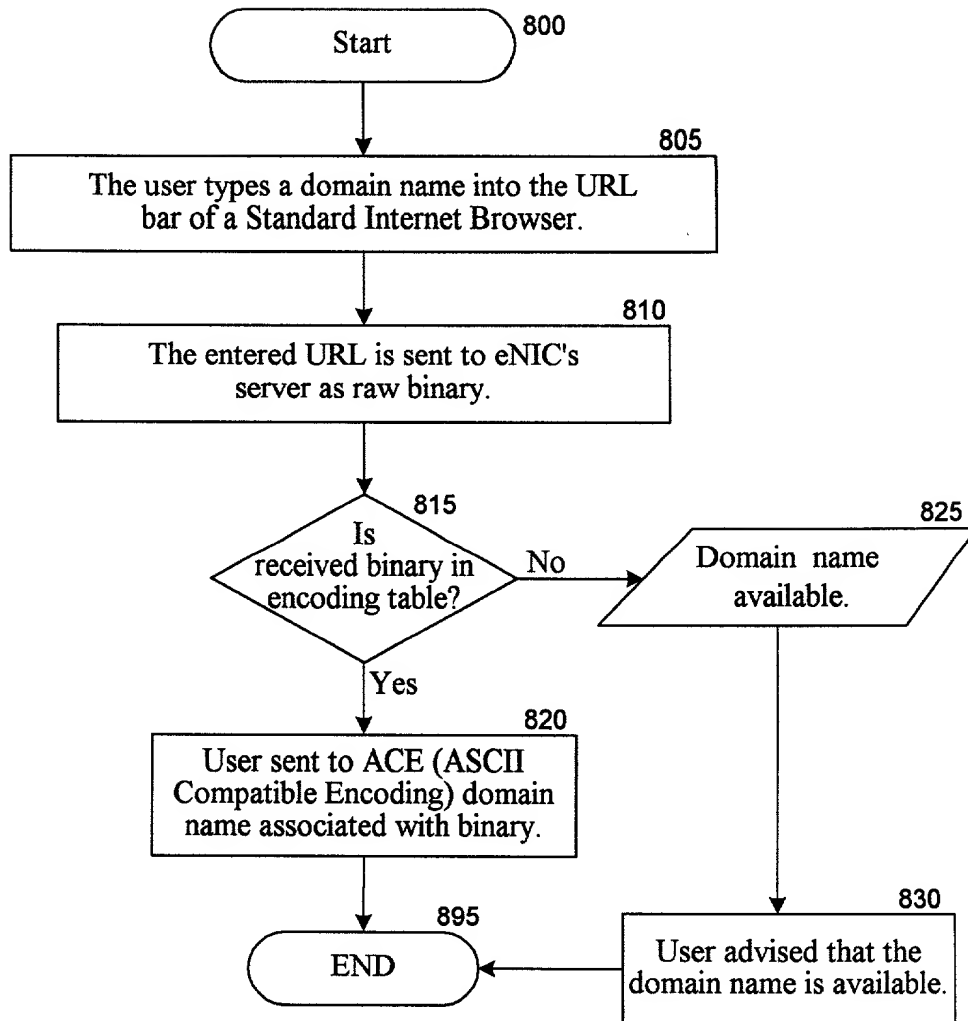 Start
800
805
The user types a domain name into the URL
bar of a Standard Internet Browser.
810
The entered URL is sent to eNIC's
server as raw binary.
815
Is
received binary in
encoding table?
No
825
Domain name
available.
Yes
820
User sent to ACE (ASCII
Compatible Encoding) domain
name associated with binary.
830
User advised that the
domain name is available.
895
END